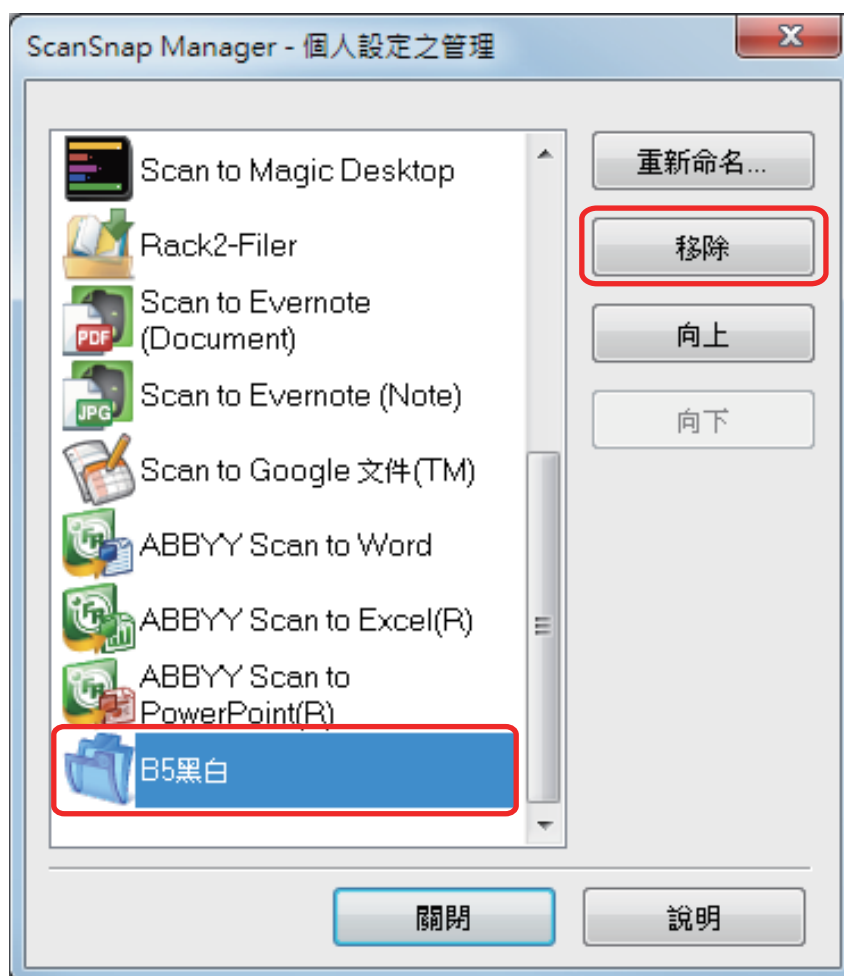 ScanSnap Manager - 個人設定之管理
Scan to Magic Desktop
Rack2-Filer
Scan to Evernote
(Document)
PDF
Scan to Evernote (Note)
JPG
Scan to Google 文件(TM)
ABBYY Scan to Word
ABBYY Scan to Excel(R)
ABBYY Scan to
PowerPoint(R)
B5黑白
重新命名...
移除
向上
向下
關閉
說明